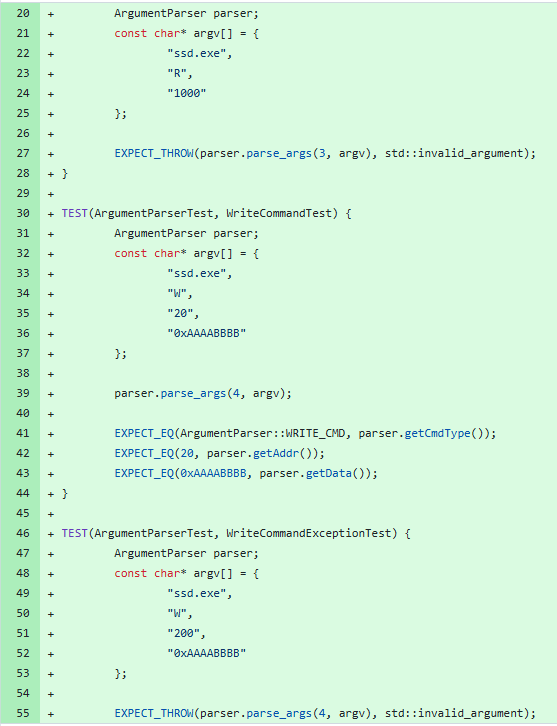 20 + ArgumentParser parser;
21 + const char* argv[] = {
22 + "ssd.exe",
23 + "R",
24 + "1000"
25 + };
26 +
27 + EXPECT_THROW(parser.parse_args(3, argv), std::invalid_argument);
28 + }
29 +
30 + TEST(ArgumentParserTest, WriteCommandTest) {
31 + ArgumentParser parser;
32 + const char* argv[] = {
33 + "ssd.exe",
34 + "W",
35 + "20",
36 + "0xAAAABBBB"
37 + };
38 +
39 + parser.parse_args(4, argv);
40 +
41 + EXPECT_EQ(ArgumentParser::WRITE_CMD, parser.getCmdType());
42 + EXPECT_EQ(20, parser.getAddr());
43 + EXPECT_EQ(0xAAAABBBB, parser.getData());
44 + }
45 +
46 + TEST(ArgumentParserTest, WriteCommandExceptionTest) {
47 + ArgumentParser parser;
48 + const char* argv[] = {
49 + "ssd.exe",
50 + "W",
51 + "200",
52 + "0xAAAABBBB"
53 + };
54 +
55 + EXPECT_THROW(parser.parse_args(4, argv), std::invalid_argument);